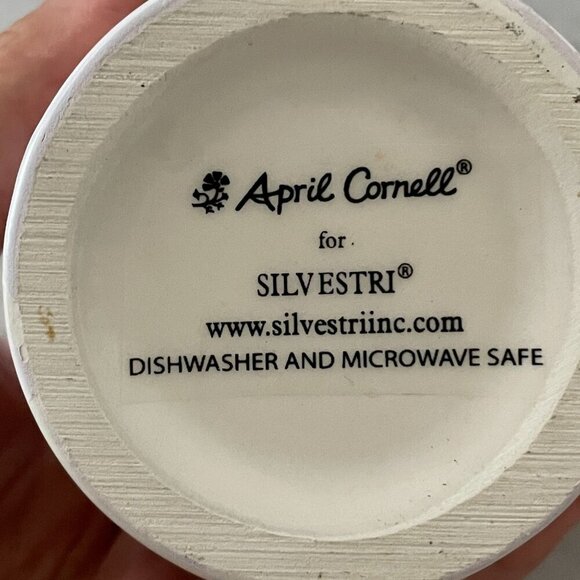 April Cornell®
for
SILVESTRI®
www.silvestriinc.com
DISHWASHER AND MICROWAVE SAFE